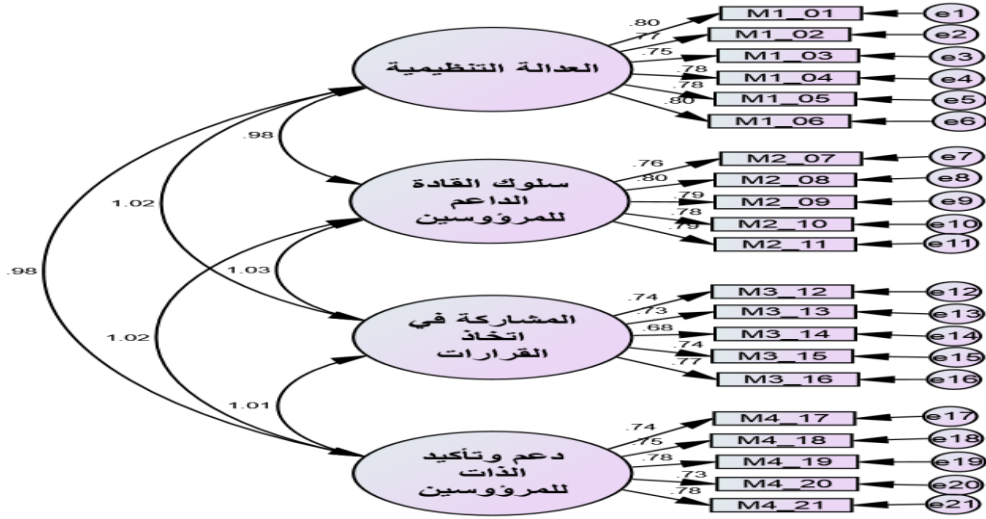 .80 M1_01 e1
.77 M1_02 e2
.75 M1_03 e3
العدالة التنظيمية
.78 M1_04 e4
.78 M1_05 e5
.80 M1_06 e6
.98
.76 M2_07 e7
.80 M2_08 e8
سلوك القادة
الداعم
للمرؤوسين
.79 M2_09 e9
.78 M2_10 e10
.79 M2_11 e11
1.02
.98
1.03
.74 M3_12 e12
.73 M3_13 e13
المشاركة في
اتخاذ
القرارات
.68 M3_14 e14
.74 M3_15 e15
.77 M3_16 e16
1.02
1.01
.74 M4_17 e17
.75 M4_18 e18
دعم وتأكيد
الذات
للمرؤوسين
.78 M4_19 e19
.73 M4_20 e20
.78 M4_21 e21